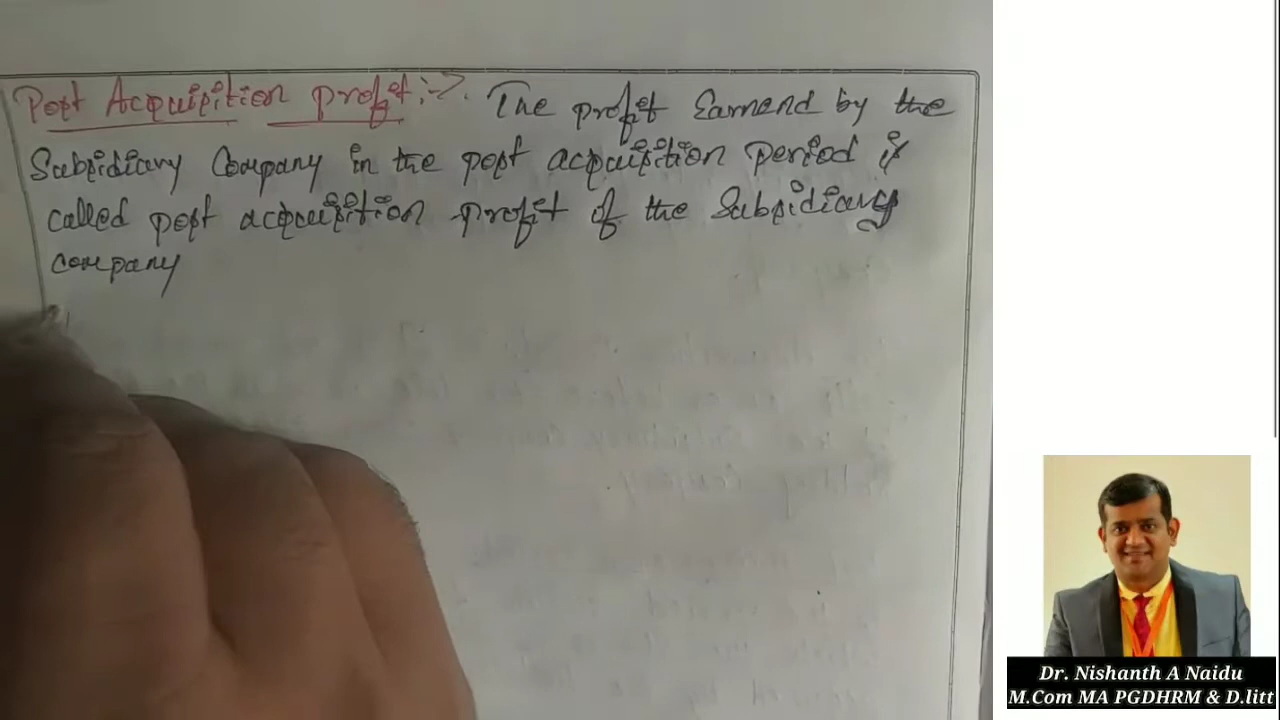 Post Acquisition profit :->. The profit Earnend by the
Subsidiary Company in the post acquisition period is
called post acquisition profit of the Subsidiary
company
Dr. Nishanth A Naidu
M.Com MA PGDHRM & D.litt